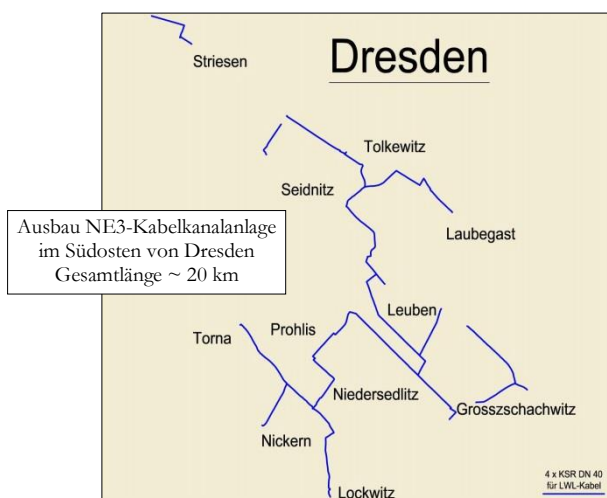 Dresden
Striesen
Tolkewitz
Seidnitz
Laubegast
Ausbau NE3-Kabelkanalanlage
im Südosten von Dresden
Gesamtlänge ~ 20 km
Leuben
Torna
Prohlis
Niedersedlitz
Grosszschachwitz
Nickern
Lockwitz
4 x KSR DN 40
für LWL-Kabel